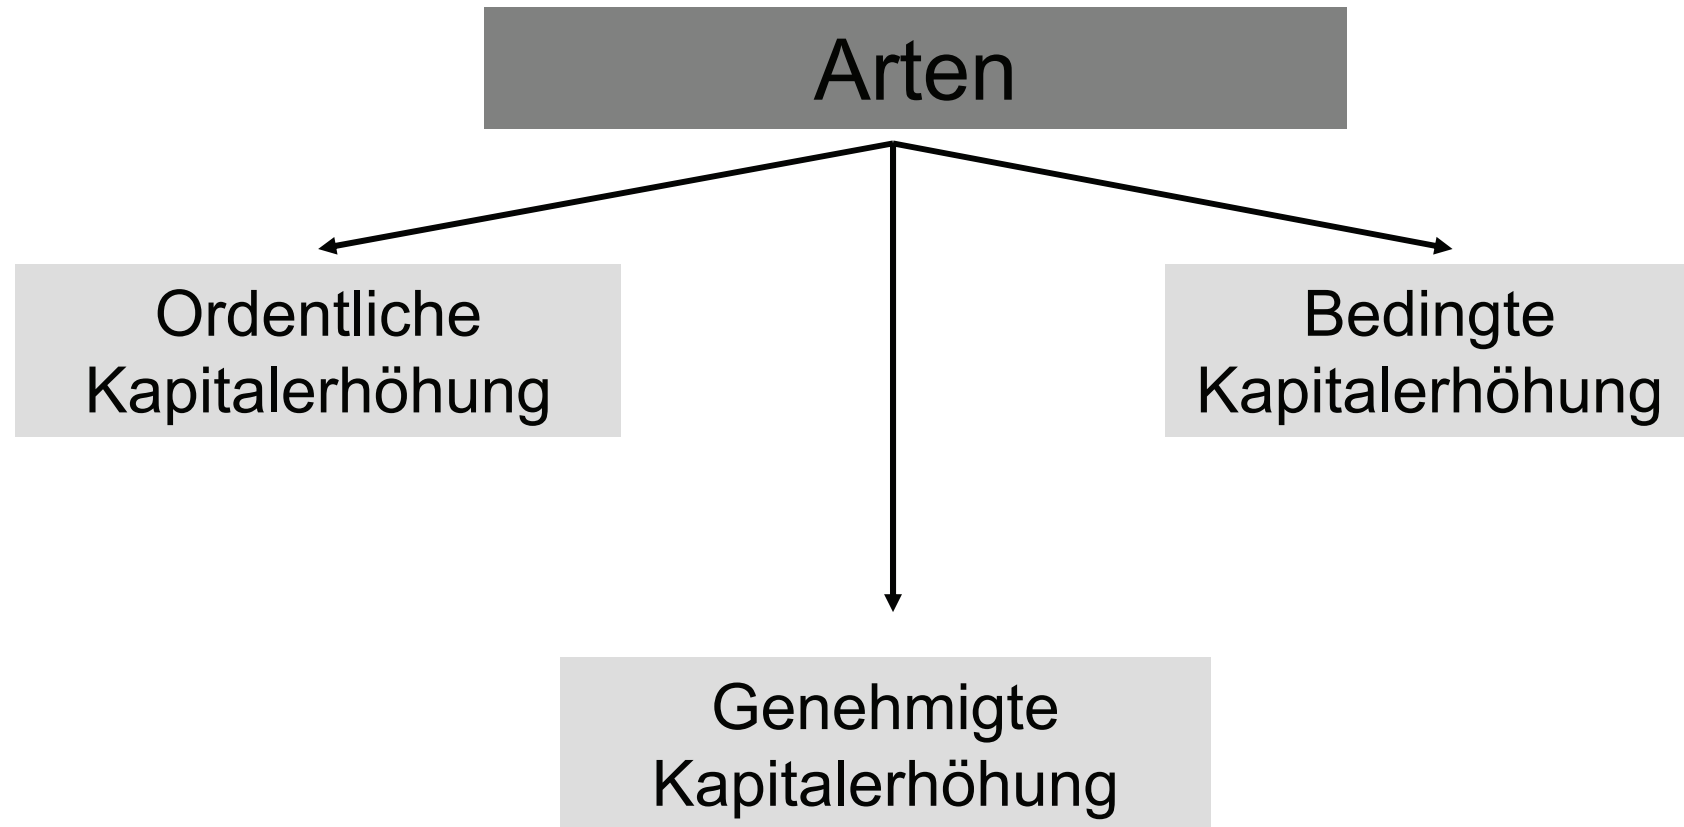 Arten
Ordentliche
Kapitalerhöhung
Bedingte
Kapitalerhöhung
Genehmigte
Kapitalerhöhung